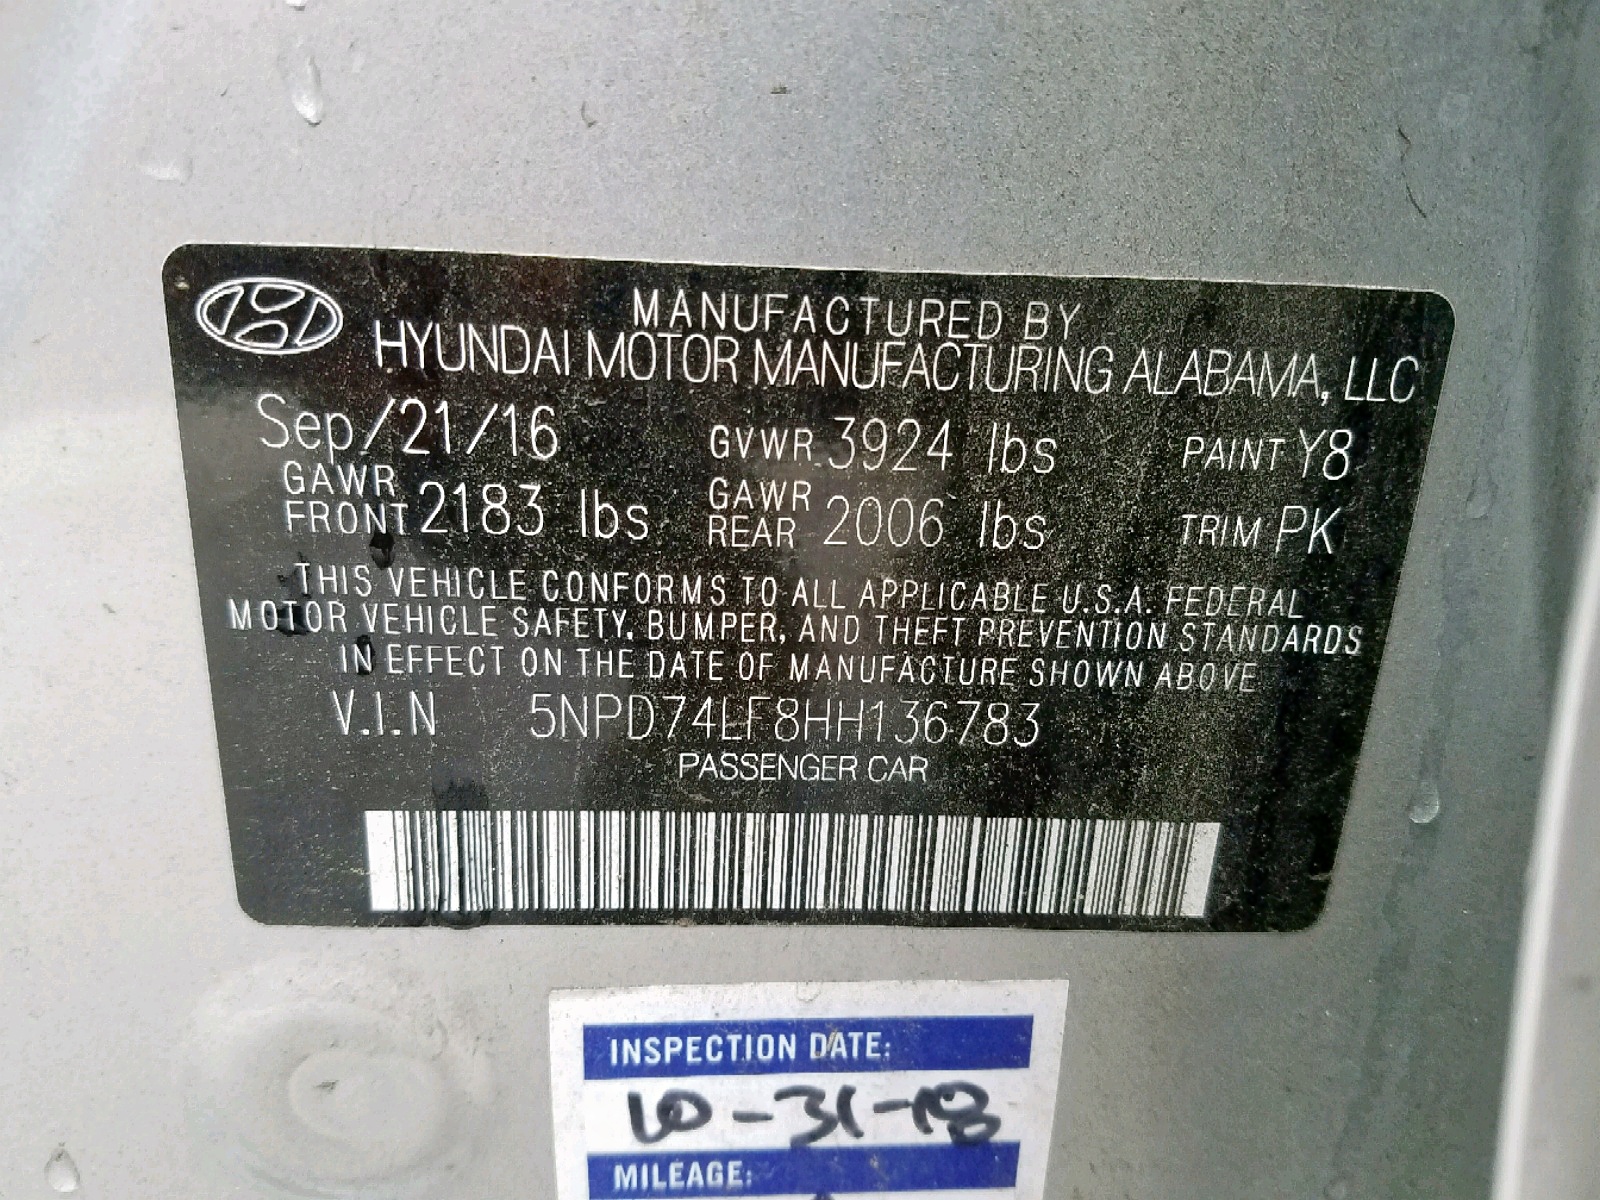 MANUFACTURED BY
HYUNDAI MOTOR MANUFACTURING ALABAMA, LLC
Sep/21/16 GVWR 3924 lbs PAINT Y8
GAWR FRONT 2183 lbs GAWR REAR 2006 lbs TRIM PK
THIS VEHICLE CONFORMS TO ALL APPLICABLE U.S.A. FEDERAL
MOTOR VEHICLE SAFETY, BUMPER, AND THEFT PREVENTION STANDARDS
IN EFFECT ON THE DATE OF MANUFACTURE SHOWN ABOVE
V.I.N 5NPD74LF8HH136783
PASSENGER CAR
INSPECTION DATE:
10-31-18
MILEAGE: